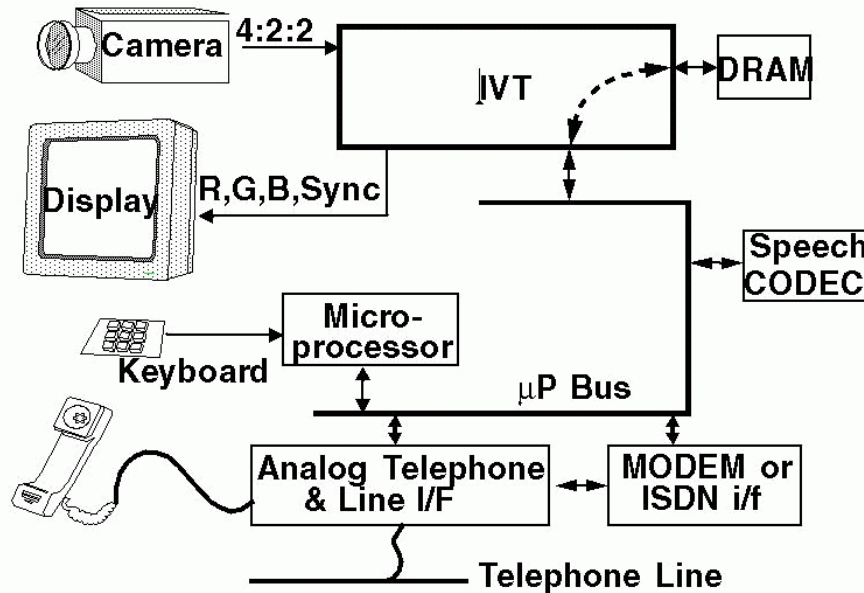 Camera
4:2:2
IVT
DRAM
Display
R,G,B,Sync
Speech
CODEC
Micro-
processor
Keyboard
µP Bus
Analog Telephone
& Line I/F
MODEM or
ISDN i/f
Telephone Line